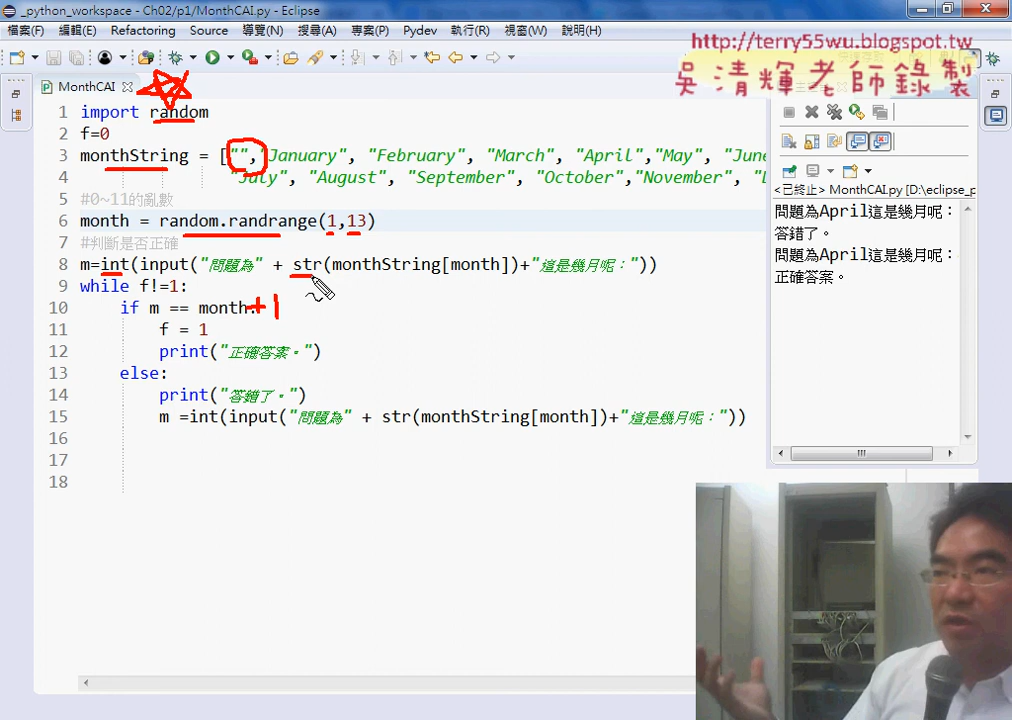 _python_workspace - Ch02/p1/MonthCAI.py - Eclipse
檔案(F) 編輯(E) Refactoring Source 導覽(N) 搜尋(A) 專案(P) Pydev 執行(R) 視窗(W) 說明(H)
http://terry55wu.blogspot.tw
吳清輝老師錄製
MonthCAI
1 import random
2 f=0
3 monthString = ["","January", "February", "March", "April","May", "June
4 "July", "August", "September", "October","November", "D
5 #0~11的亂數
6 month = random.randrange(1,13)
7 #判斷是否正確
8 m=int(input("問題為" + str(monthString[month])+"這是幾月呢："))
9 while f!=1:
10 if m == month: +1
11 f = 1
12 print("正確答案。")
13 else:
14 print("答錯了。")
15 m =int(input("問題為" + str(monthString[month])+"這是幾月呢："))
16
17
18
<已終止> MonthCAI.py [D:\eclipse_p
問題為April這是幾月呢：
答錯了。
問題為April這是幾月呢：
正確答案。